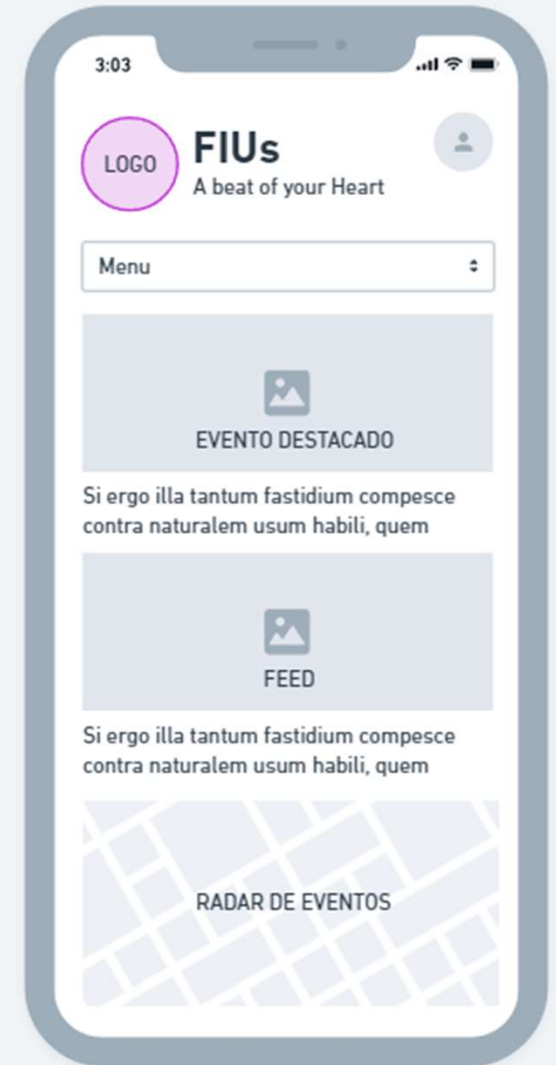 3:03
LOGO
FIUs
A beat of your Heart
Menu
EVENTO DESTACADO
Si ergo illa tantum fastidium compesce
contra naturalem usum habili, quem
FEED
Si ergo illa tantum fastidium compesce
contra naturalem usum habili, quem
RADAR DE EVENTOS